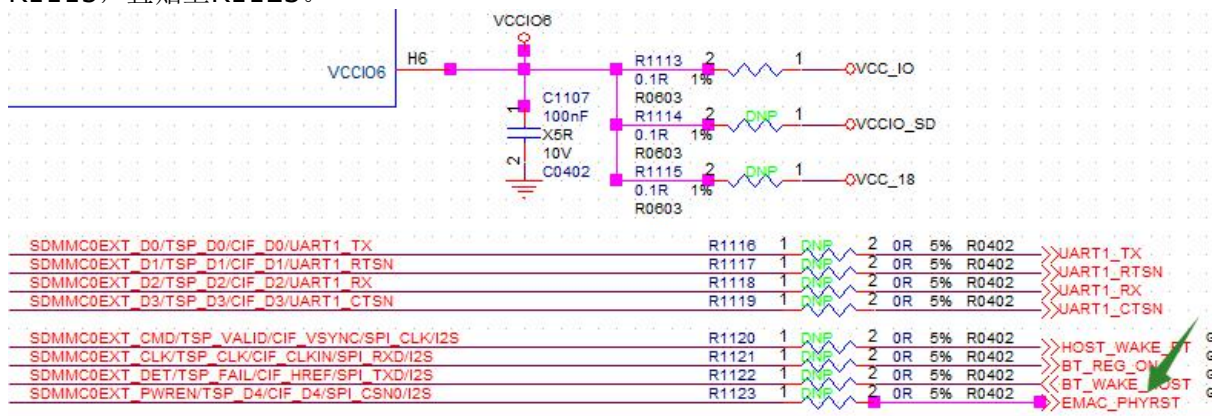 VCCIO6
VCCIO6 H6
R1113 2 1 VCC_IO
0.1R 1%
R0603
C1107
100nF
X5R
10V
C0402
1
2
R1114 2 DNP 1 VCCIO_SD
0.1R 1%
R0603
R1115 2 DNP 1 VCC_18
0.1R 1%
R0603
SDMMC0EXT_D0/TSP_D0/CIF_D0/UART1_TX R1116 1 DNP 2 0R 5% R0402 UART1_TX
SDMMC0EXT_D1/TSP_D1/CIF_D1/UART1_RTSN R1117 1 DNP 2 0R 5% R0402 UART1_RTSN
SDMMC0EXT_D2/TSP_D2/CIF_D2/UART1_RX R1118 1 DNP 2 0R 5% R0402 UART1_RX
SDMMC0EXT_D3/TSP_D3/CIF_D3/UART1_CTSN R1119 1 DNP 2 0R 5% R0402 UART1_CTSN
SDMMC0EXT_CMD/TSP_VALID/CIF_VSYNC/SPI_CLK/I2S R1120 1 DNP 2 0R 5% R0402 HOST_WAKE_BT
SDMMC0EXT_CLK/TSP_CLK/CIF_CLKIN/SPI_RXD/I2S R1121 1 DNP 2 0R 5% R0402 BT_REG_ON
SDMMC0EXT_DET/TSP_FAIL/CIF_HREF/SPI_TXD/I2S R1122 1 DNP 2 0R 5% R0402 BT_WAKE_HOST
SDMMC0EXT_PWREN/TSP_D4/CIF_D4/SPI_CSN0/I2S R1123 1 DNP 2 0R 5% R0402 EMAC_PHYRST